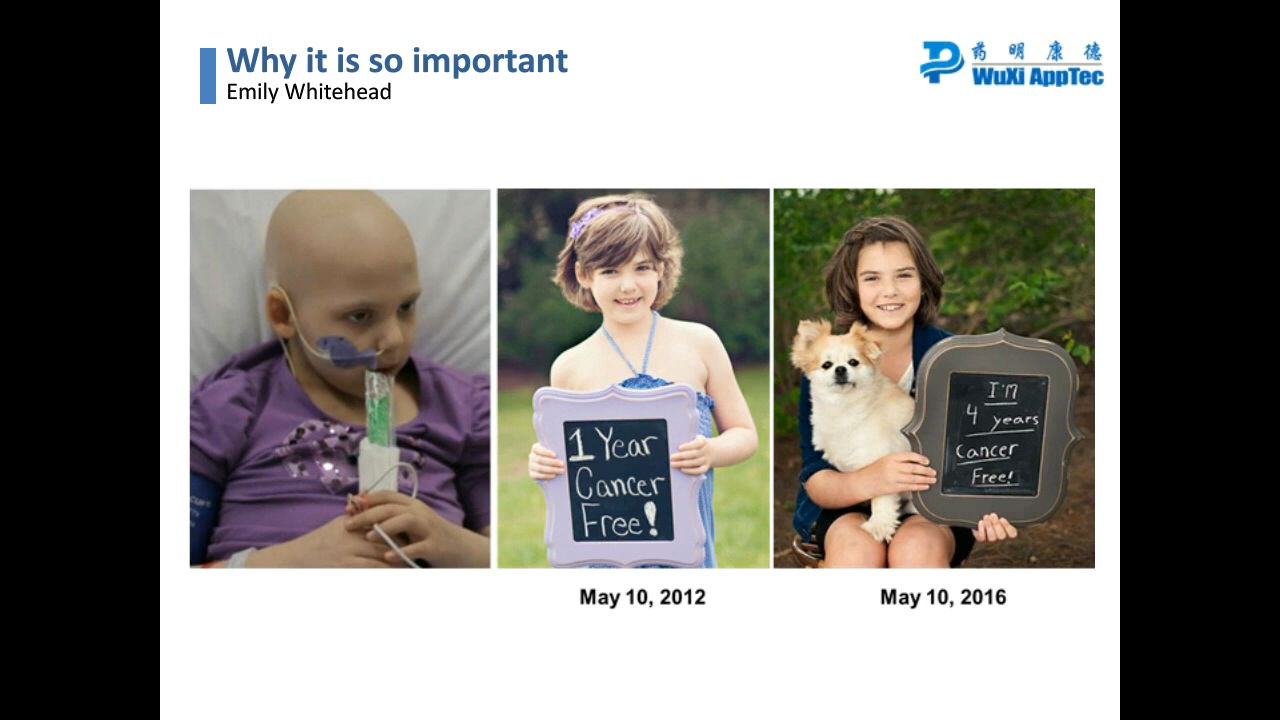 Why it is so important
Emily Whitehead
药明康德
WuXi AppTec
1 Year
Cancer
Free!
I'm
4 years
Cancer
Free!
May 10, 2012
May 10, 2016